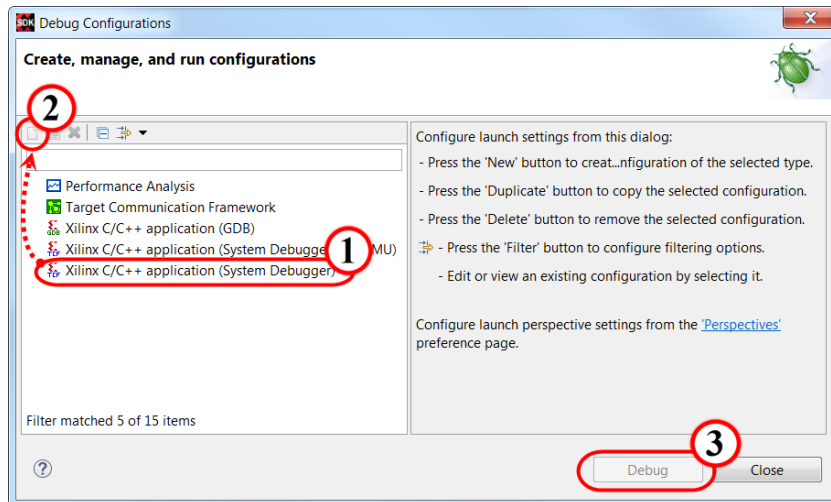 SDK Debug Configurations
Create, manage, and run configurations
2
Performance Analysis
Target Communication Framework
Xilinx C/C++ application (GDB)
Xilinx C/C++ application (System Debugge MU)
1
Xilinx C/C++ application (System Debugger)
Filter matched 5 of 15 items
Configure launch settings from this dialog:
- Press the 'New' button to creat...nfiguration of the selected type.
- Press the 'Duplicate' button to copy the selected configuration.
- Press the 'Delete' button to remove the selected configuration.
- Press the 'Filter' button to configure filtering options.
- Edit or view an existing configuration by selecting it.
Configure launch perspective settings from the 'Perspectives'
preference page.
3
? Debug Close